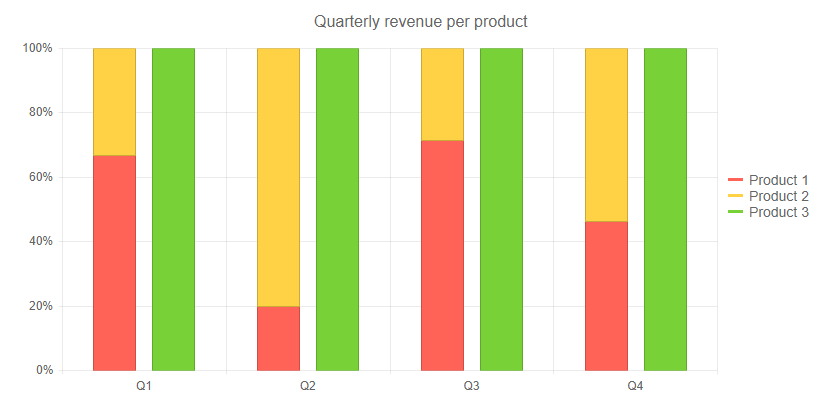 Quarterly revenue per product
100%
80%
60%
40%
20%
0%
Q1
Q2
Q3
Q4
Product 1
Product 2
Product 3